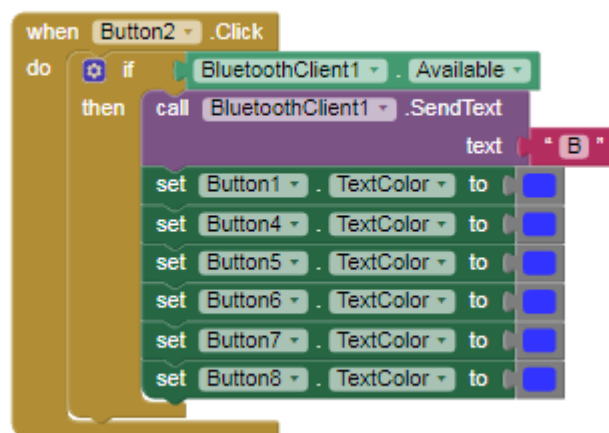 when Button2 .Click
do if BluetoothClient1 . Available
then call BluetoothClient1 .SendText
text " B "
set Button1 . TextColor to
set Button4 . TextColor to
set Button5 . TextColor to
set Button6 . TextColor to
set Button7 . TextColor to
set Button8 . TextColor to